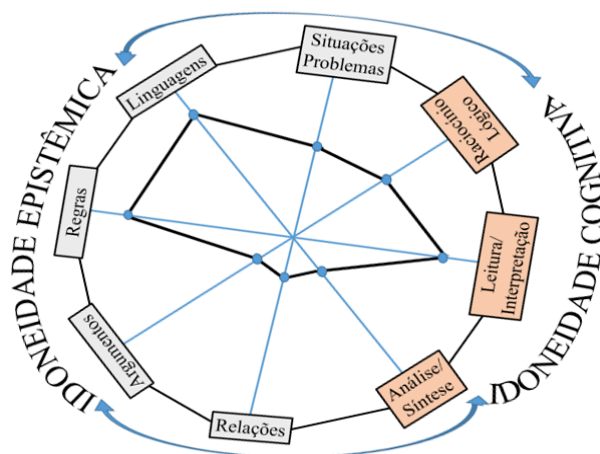 IDONEIDADE EPISTÊMICA
IDONEIDADE COGNITIVA
Situações
Problemas
Linguagens
Raciocínio
Lógico
Regras
Leitura/
Interpretação
Argumentos
Análise/
Síntese
Relações